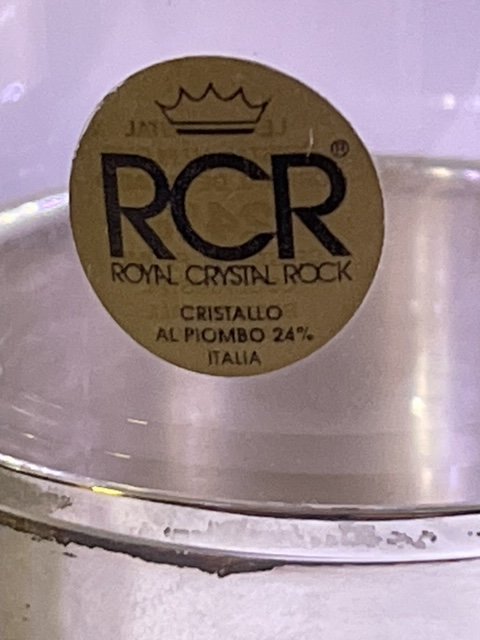 RCR®
ROYAL CRYSTAL ROCK
CRISTALLO
AL PIOMBO 24%
ITALIA